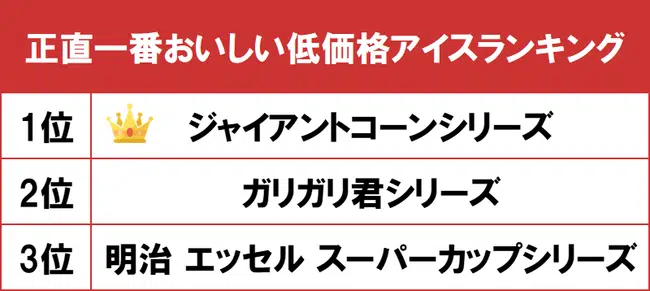 正直一番おいしい低価格アイスランキング
1位 ジャイアントコーンシリーズ
2位 ガリガリ君シリーズ
3位 明治 エッセル スーパーカップシリーズ